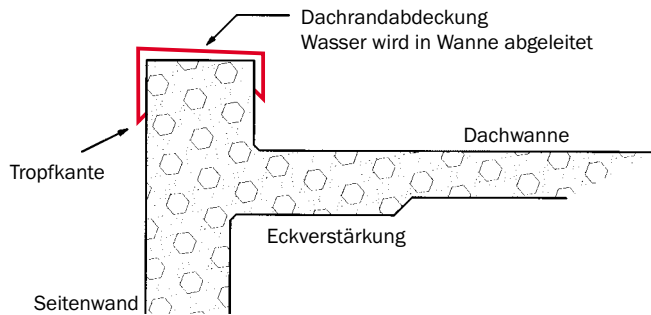 Dachrandabdeckung
Wasser wird in Wanne abgeleitet
Dachwanne
Tropfkante
Eckverstärkung
Seitenwand